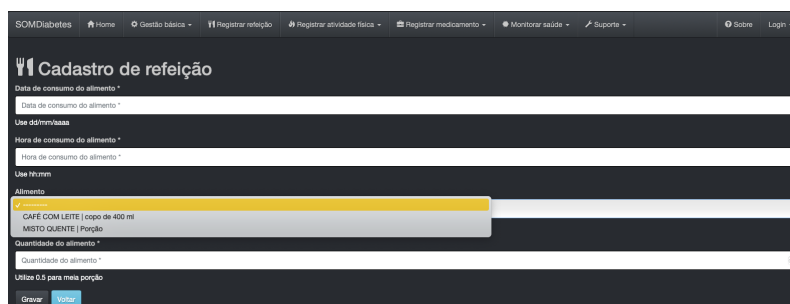 SOMDiabetes Home Gestão básica Registrar refeição Registrar atividade física Registrar medicamento Monitorar saúde Suporte Sobre Login
Cadastro de refeição
Data de consumo do alimento *
Data de consumo do alimento *
Use dd/mm/aaaa
Hora de consumo do alimento *
Hora de consumo do alimento *
Use hh:mm
Alimento
✓ ---------
CAFÉ COM LEITE | copo de 400 ml
MISTO QUENTE | Porção
Quantidade do alimento *
Quantidade do alimento *
Utilize 0.5 para meia porção
Gravar Voltar